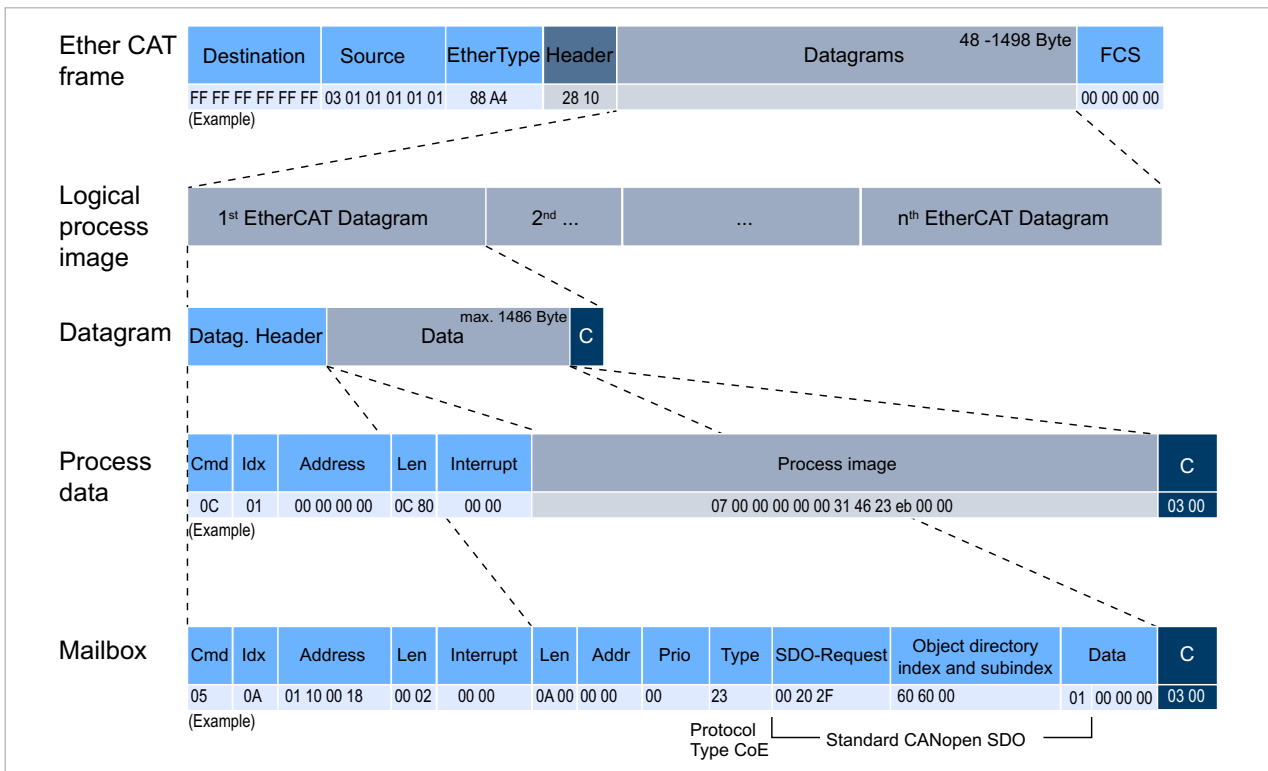 Ether CAT
frame
Destination Source EtherType Header Datagrams 48 -1498 Byte FCS
FF FF FF FF FF FF 03 01 01 01 01 01 88 A4 28 10 00 00 00 00
(Example)
Logical
process
image
1st EtherCAT Datagram 2nd ... ... nth EtherCAT Datagram
Datagram
Datag. Header Data max. 1486 Byte C
Process
data
Cmd Idx Address Len Interrupt Process image C
0C 01 00 00 00 00 0C 80 00 00 07 00 00 00 00 00 31 46 23 eb 00 00 03 00
(Example)
Mailbox
Cmd Idx Address Len Interrupt Len Addr Prio Type SDO-Request Object directory index and subindex Data C
05 0A 01 10 00 18 00 02 00 00 0A 00 00 00 00 23 00 20 2F 60 60 00 01 00 00 00 03 00
(Example)
Protocol
Type CoE
Standard CANopen SDO